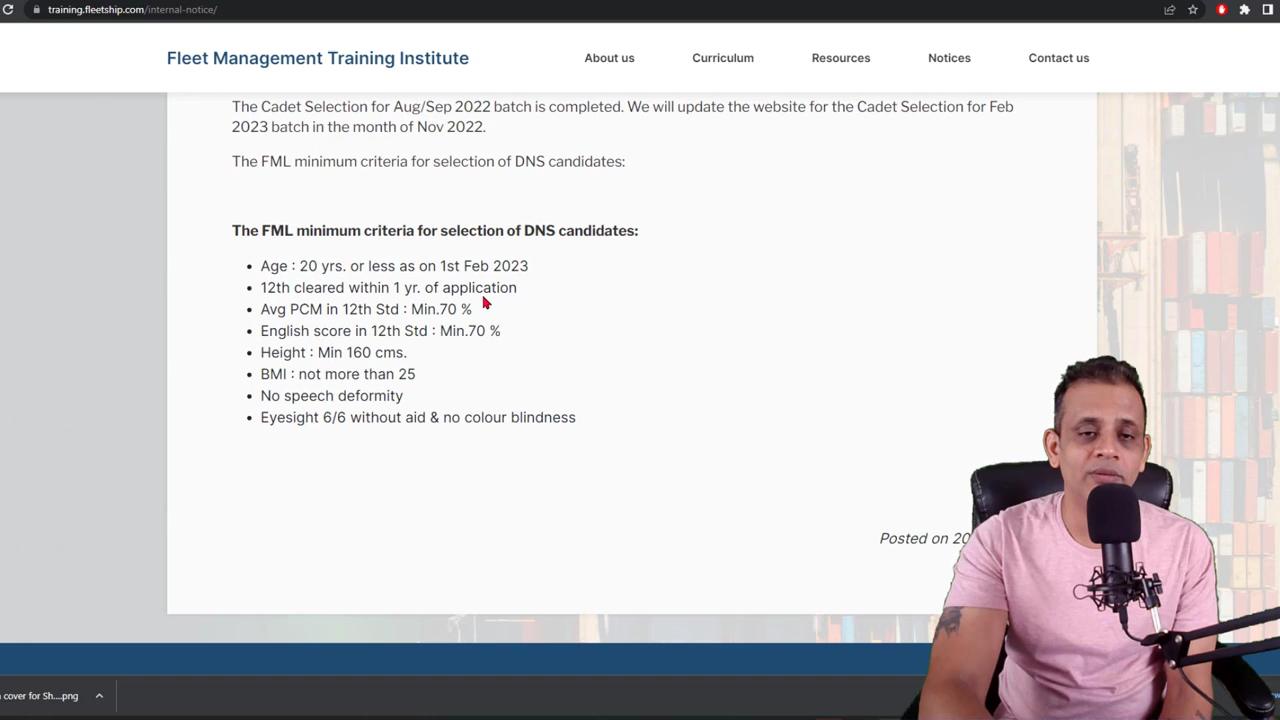 training.fleetship.com/internal-notice/
Fleet Management Training Institute
About us
Curriculum
Resources
Notices
Contact us
The Cadet Selection for Aug/Sep 2022 batch is completed. We will update the website for the Cadet Selection for Feb
2023 batch in the month of Nov 2022.
The FML minimum criteria for selection of DNS candidates:
The FML minimum criteria for selection of DNS candidates:
Age : 20 yrs. or less as on 1st Feb 2023
12th cleared within 1 yr. of application
Avg PCM in 12th Std : Min.70 %
English score in 12th Std : Min.70 %
Height : Min 160 cms.
BMI : not more than 25
No speech deformity
Eyesight 6/6 without aid & no colour blindness
Posted on 20
cover for Sh....png